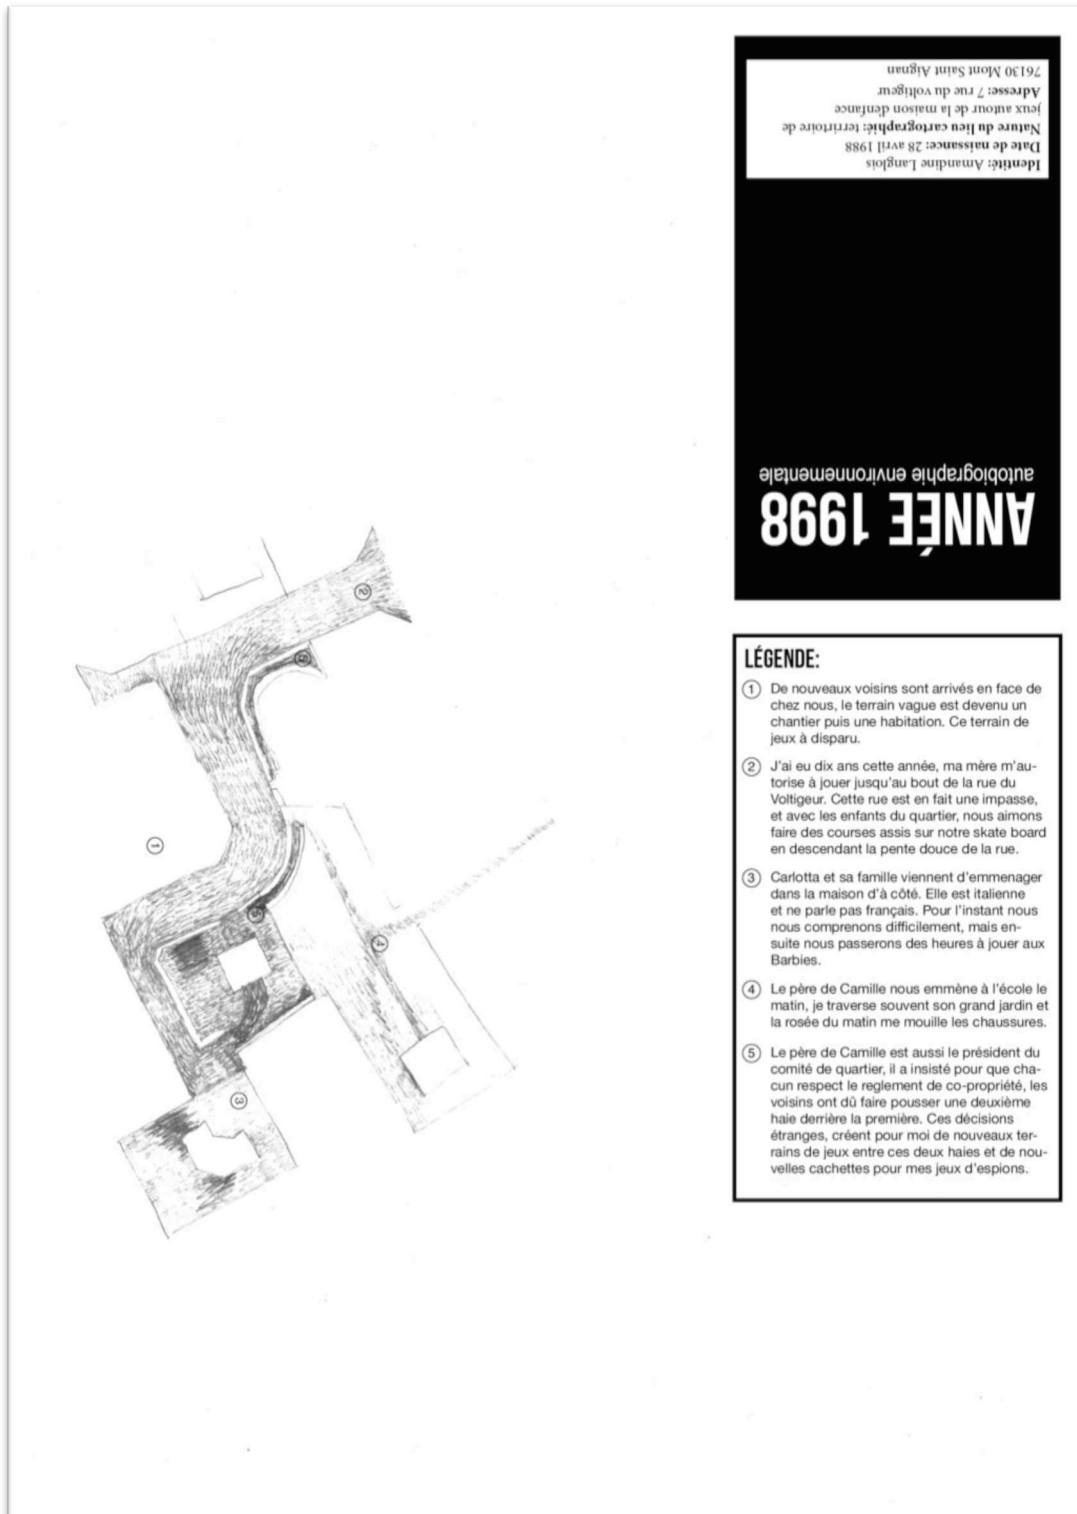 ANNÉE 1998
autobiographie environnementale
Identité: Amandine Langlois
Date de naissance: 28 avril 1988
Nature du lieu cartographié: terrirtoire de
jeux autour de la maison denfance
Adresse: 7 rue du voltigeur
76130 Mont Saint Aignan
LÉGENDE:
1 De nouveaux voisins sont arrivés en face de
chez nous, le terrain vague est devenu un
chantier puis une habitation. Ce terrain de
jeux à disparu.
2 J'ai eu dix ans cette année, ma mère m'au-
torise à jouer jusqu'au bout de la rue du
Voltigeur. Cette rue est en fait une impasse,
et avec les enfants du quartier, nous aimons
faire des courses assis sur notre skate board
en descendant la pente douce de la rue.
3 Carlotta et sa famille viennent d'emmenager
dans la maison d'à côté. Elle est italienne
et ne parle pas français. Pour l'instant nous
nous comprenons difficilement, mais en-
suite nous passerons des heures à jouer aux
Barbies.
4 Le père de Camille nous emmène à l'école le
matin, je traverse souvent son grand jardin et
la rosée du matin me mouille les chaussures.
5 Le père de Camille est aussi le président du
comité de quartier, il a insisté pour que cha-
cun respect le reglement de co-propriété, les
voisins ont dû faire pousser une deuxième
haie derrière la première. Ces décisions
étranges, créent pour moi de nouveaux ter-
rains de jeux entre ces deux haies et de nou-
velles cachettes pour mes jeux d'espions.
2
5
1
5
4
3